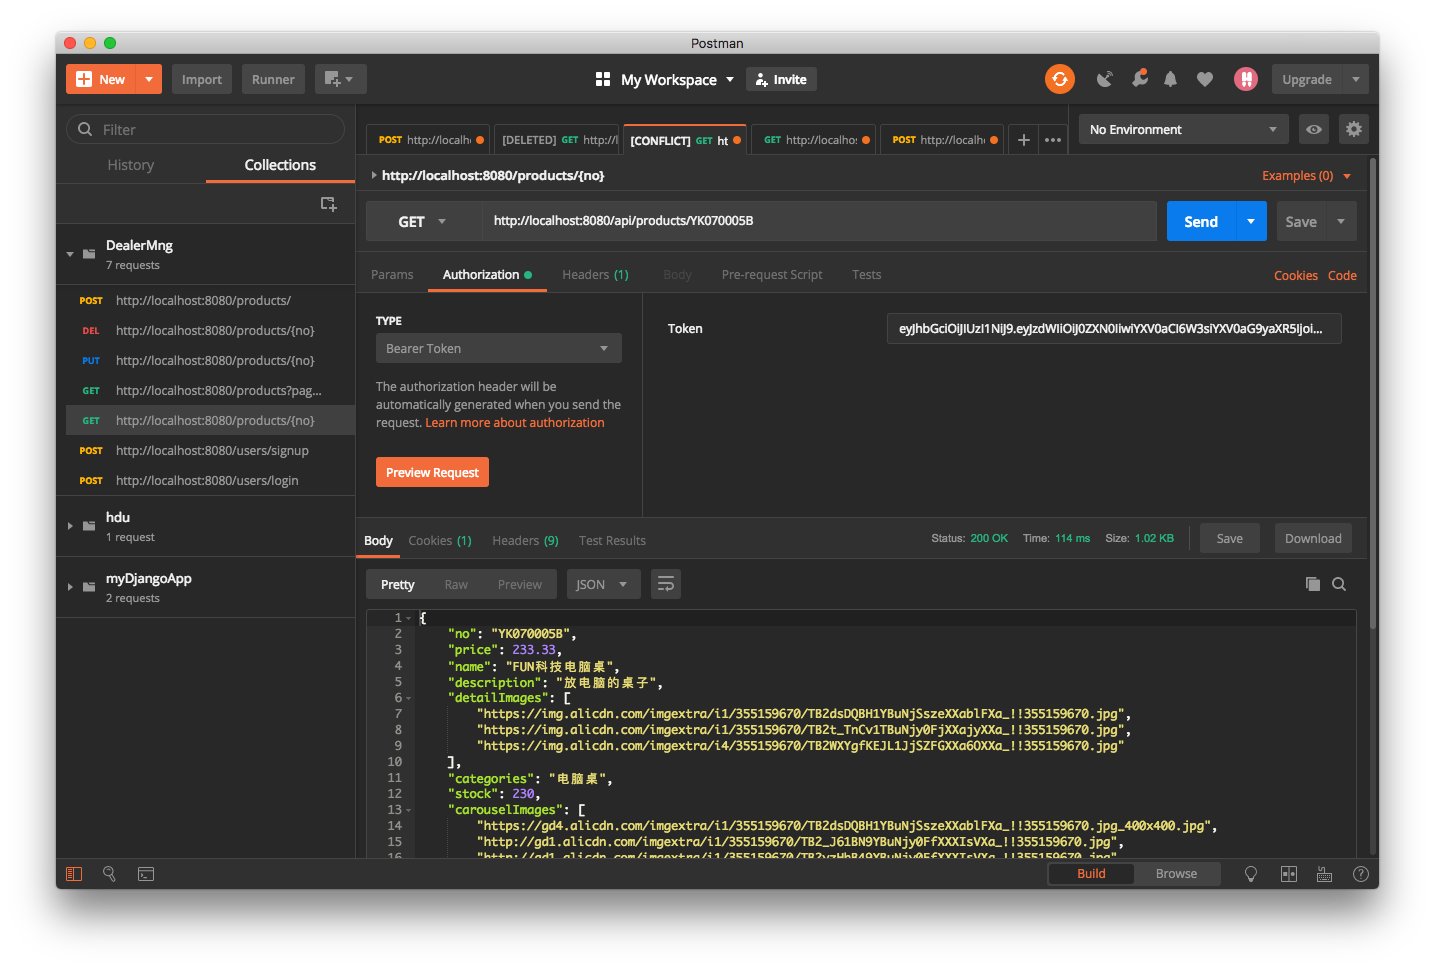 Postman
New
Import
Runner
My Workspace
Invite
Upgrade
Filter
History
Collections
DealerMng
7 requests
POST http://localhost:8080/products/
DEL http://localhost:8080/products/{no}
PUT http://localhost:8080/products/{no}
GET http://localhost:8080/products?pag...
GET http://localhost:8080/products/{no}
POST http://localhost:8080/users/signup
POST http://localhost:8080/users/login
hdu
1 request
myDjangoApp
2 requests
POST http://localh
[DELETED] GET http://l
[CONFLICT] GET ht
GET http://localhos
POST http://localh
No Environment
http://localhost:8080/products/{no}
Examples (0)
GET
http://localhost:8080/api/products/YK070005B
Send
Save
Params
Authorization
Headers (1)
Body
Pre-request Script
Tests
Cookies
Code
TYPE
Bearer Token
The authorization header will be
automatically generated when you send the
request. Learn more about authorization
Preview Request
Token
Body
Cookies (1)
Headers (9)
Test Results
Status: 200 OK
Time: 114 ms
Size: 1.02 KB
Save
Download
Pretty
Raw
Preview
JSON
1 {
2 "no": "YK070005B",
3 "price": 233.33,
4 "name": "FUN科技电脑桌",
5 "description": "放电脑的桌子",
6 "detailImages": [
7 "https://img.alicdn.com/imgextra/i1/355159670/TB2dsDQBH1YBuNjSszeXXablFXa_!!355159670.jpg",
8 "https://img.alicdn.com/imgextra/i1/355159670/TB2t_TnCv1TBuNjy0FjXXajyXXa_!!355159670.jpg",
9 "https://img.alicdn.com/imgextra/i4/355159670/TB2WXYgfKEJL1JjSZFGXXa6OXXa_!!355159670.jpg"
10 ],
11 "categories": "电脑桌",
12 "stock": 230,
13 "carouselImages": [
14 "https://gd4.alicdn.com/imgextra/i1/355159670/TB2dsDQBH1YBuNjSszeXXablFXa_!!355159670.jpg_400x400.jpg",
15 "http://gd1.alicdn.com/imgextra/i1/355159670/TB2_J61BN9YBuNjy0FfXXXIsVXa_!!355159670.jpg",
16
Build
Browse